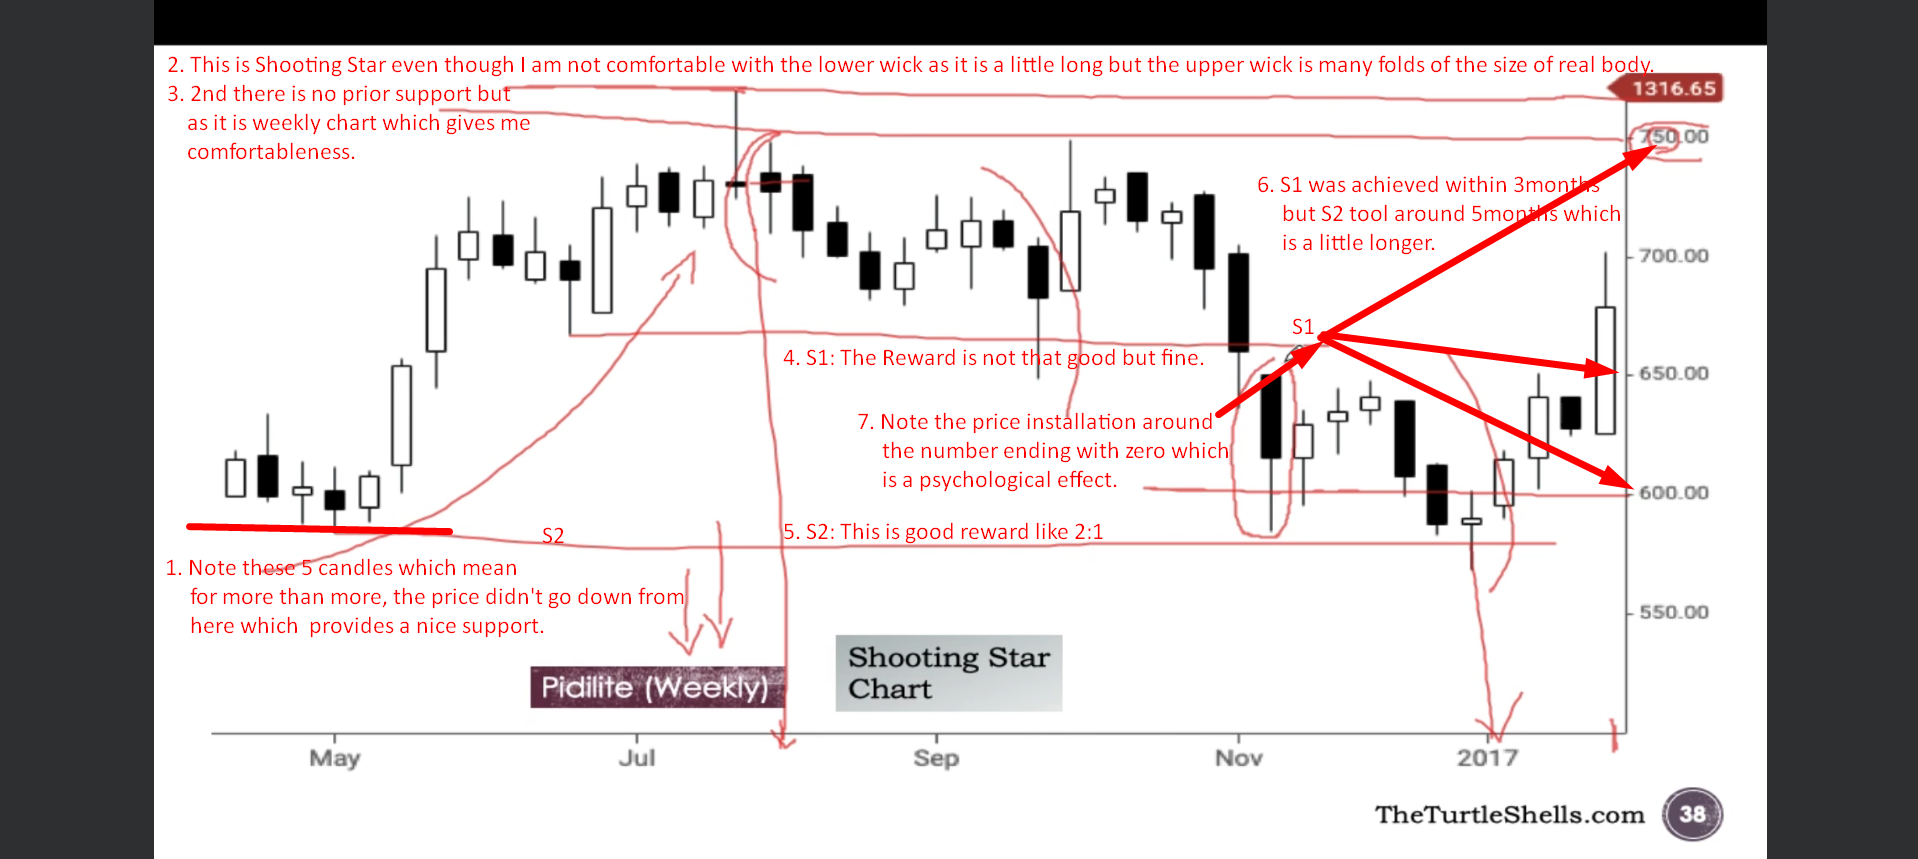 2. This is Shooting Star even though I am not comfortable with the lower wick as it is a little long but the upper wick is many folds of the size of real body.
3. 2nd there is no prior support but
as it is weekly chart which gives me
comfortableness.
1316.65
750.00
6. S1 was achieved within 3months
but S2 tool around 5months which
is a little longer.
700.00
S1
4. S1: The Reward is not that good but fine.
650.00
7. Note the price installation around
the number ending with zero which
is a psychological effect.
600.00
S2
5. S2: This is good reward like 2:1
1. Note these 5 candles which mean
for more than more, the price didn't go down from
here which provides a nice support.
550.00
Pidilite (Weekly)
Shooting Star
Chart
May Jul Sep Nov 2017
TheTurtleShells.com 38